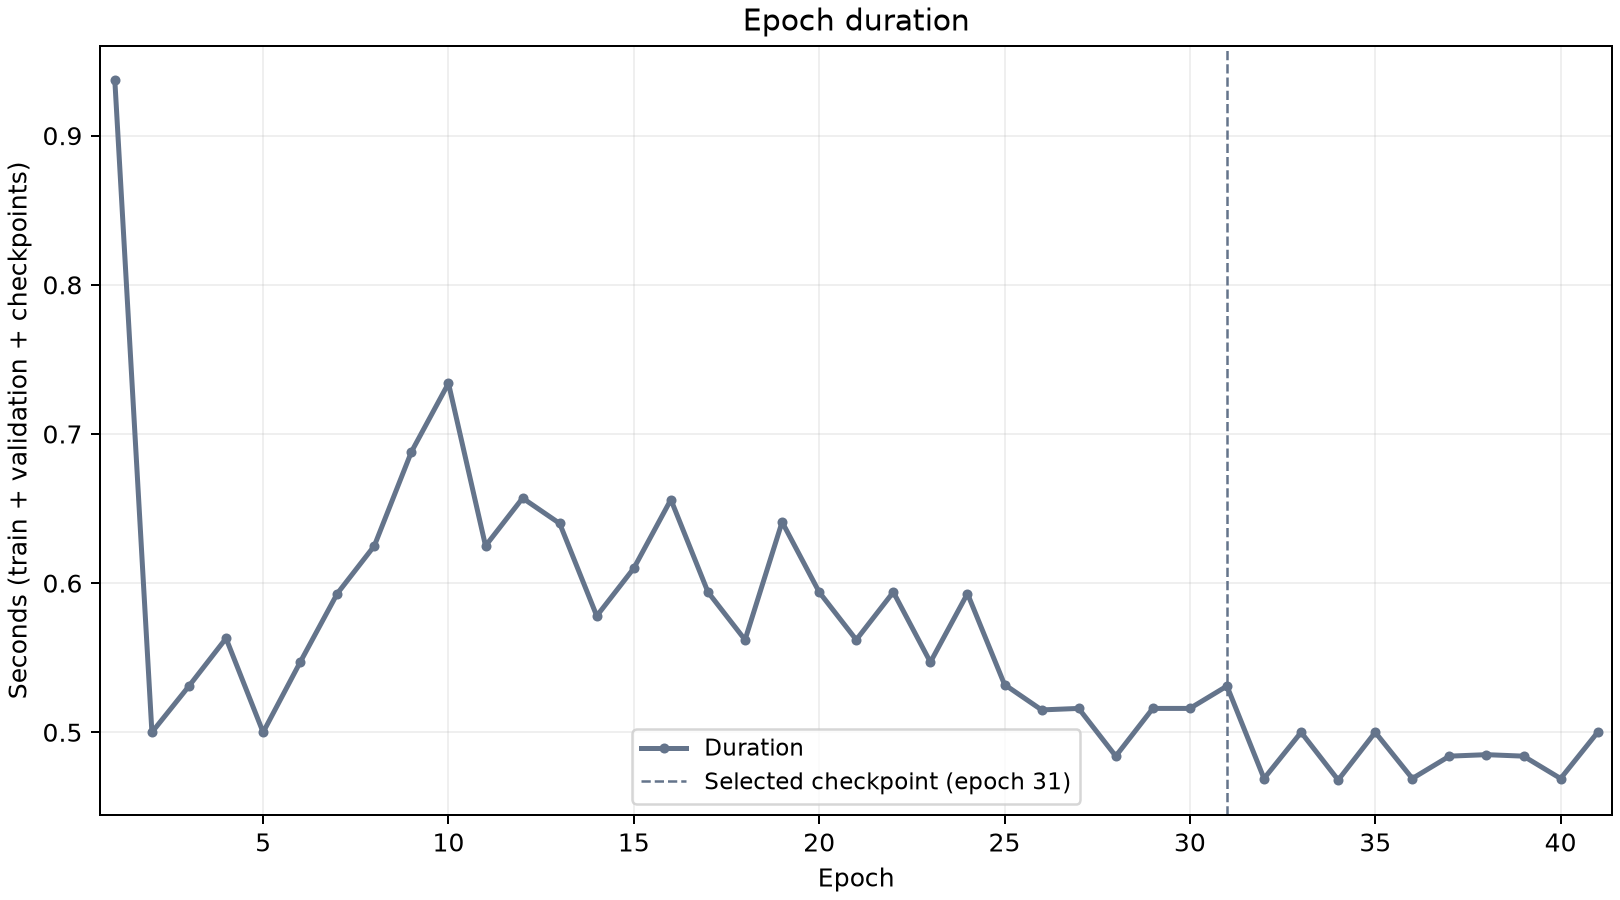 Epoch duration
Seconds (train + validation + checkpoints)
0.9
0.8
0.7
0.6
0.5
Duration
Selected checkpoint (epoch 31)
5 10 15 20 25 30 35 40
Epoch